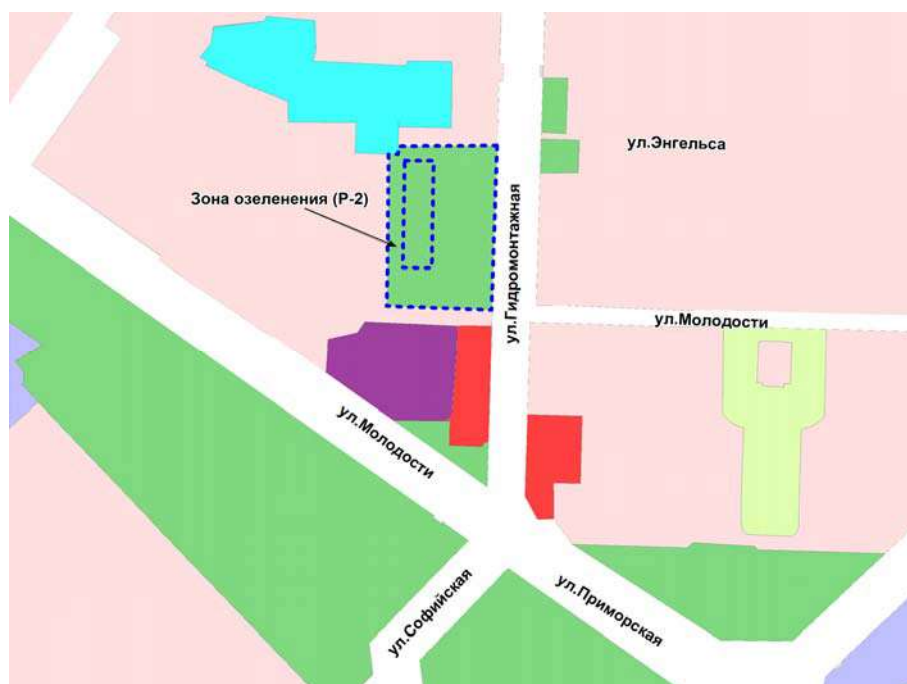 ул.Энгельса
Зона озеленения (Р-2)
ул.Гидромонтажная
ул.Молодости
ул.Молодости
ул.Софийская
ул.Приморская